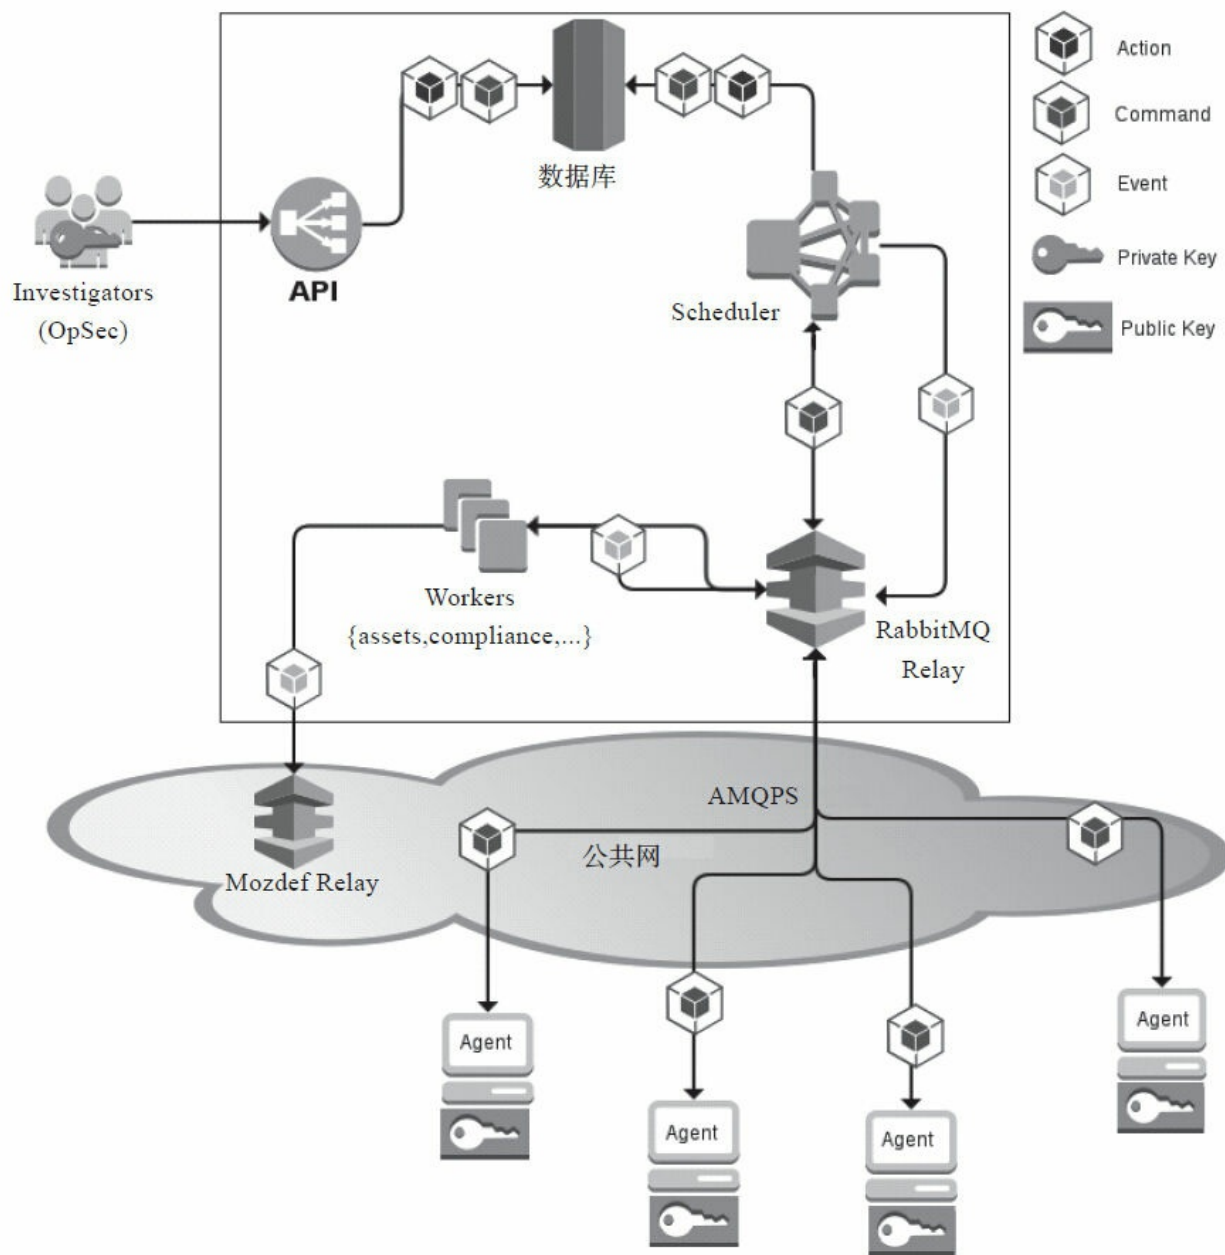 Action
Command
Event
Private Key
Public Key
数据库
API
Investigators
(OpSec)
Scheduler
Workers
{assets,compliance,...}
RabbitMQ
Relay
AMQPS
公共网
Mozdef Relay
Agent
Agent
Agent
Agent